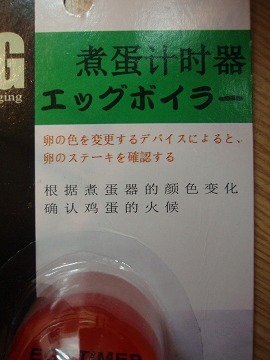 G
ging
煮蛋计时器
エッグボイラー
卵の色を変更するデバイスによると、
卵のステーキを確認する
根据煮蛋器的颜色变化
确认鸡蛋的火候
TIMER